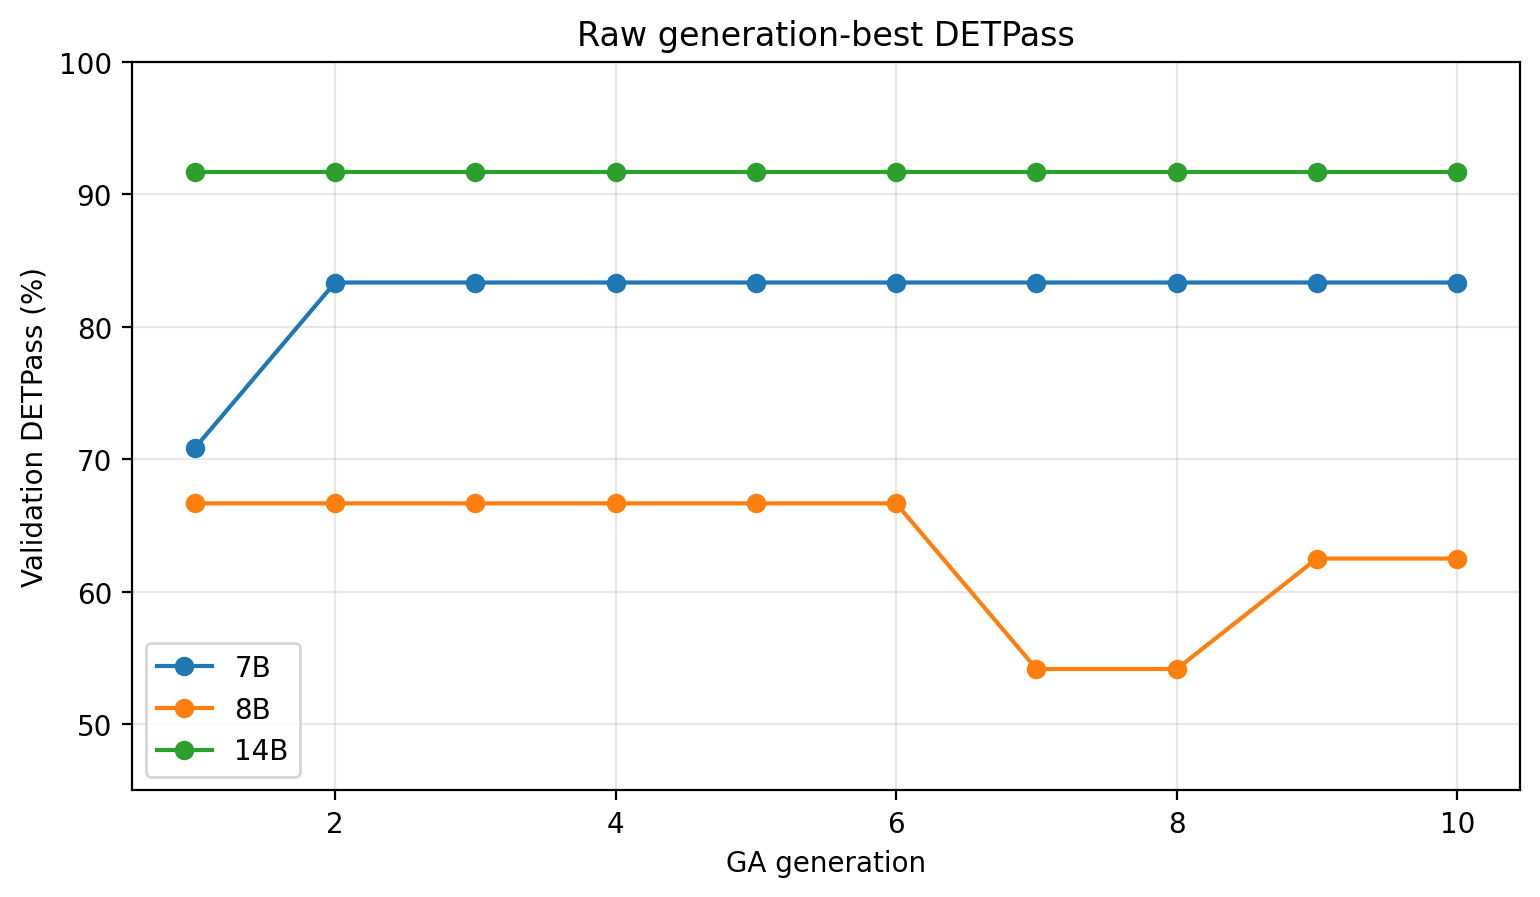 Raw generation-best DETPass
Validation DETPass (%)
100
90
80
70
60
50
7B
8B
14B
2 4 6 8 10
GA generation